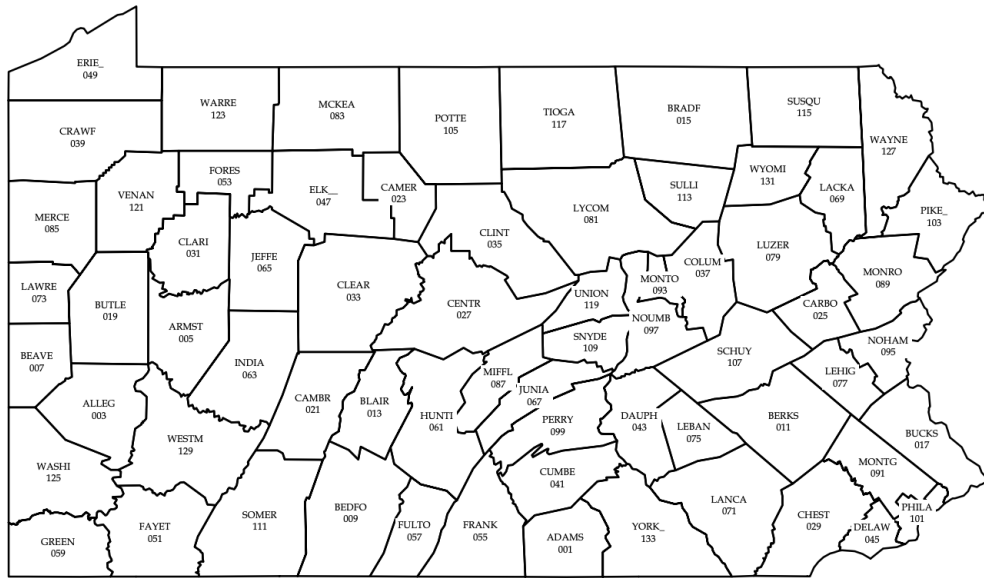 ERIE_
049
WARRE
123
MCKEA
083
POTTE
105
TIOGA
117
BRADF
015
SUSQU
115
WAYNE
127
CRAWF
039
FORES
053
ELK__
047
CAMER
023
VENAN
121
WYOMI
131
LACKA
069
SULLI
113
PIKE_
103
MERCE
085
LYCOM
081
CLARI
031
JEFFE
065
CLINT
035
COLUM
037
LUZER
079
MONRO
089
LAWRE
073
BUTLE
019
CLEAR
033
CENTR
027
UNION
119
MONTO
093
CARBO
025
ARMST
005
NOUMB
097
SNYDE
109
NOHAM
095
BEAVE
007
INDIA
063
SCHUY
107
LEHIG
077
MIFFL
087
JUNIA
067
ALLEG
003
CAMBR
021
BLAIR
013
HUNTI
061
PERRY
099
DAUPH
043
LEBAN
075
BERKS
011
WESTM
129
BUCKS
017
WASHI
125
CUMBE
041
MONTG
091
LANCA
071
PHILA
101
SOMER
111
BEDFO
009
CHEST
029
FAYET
051
FULTO
057
FRANK
055
YORK_
133
DELAW
045
GREEN
059
ADAMS
001